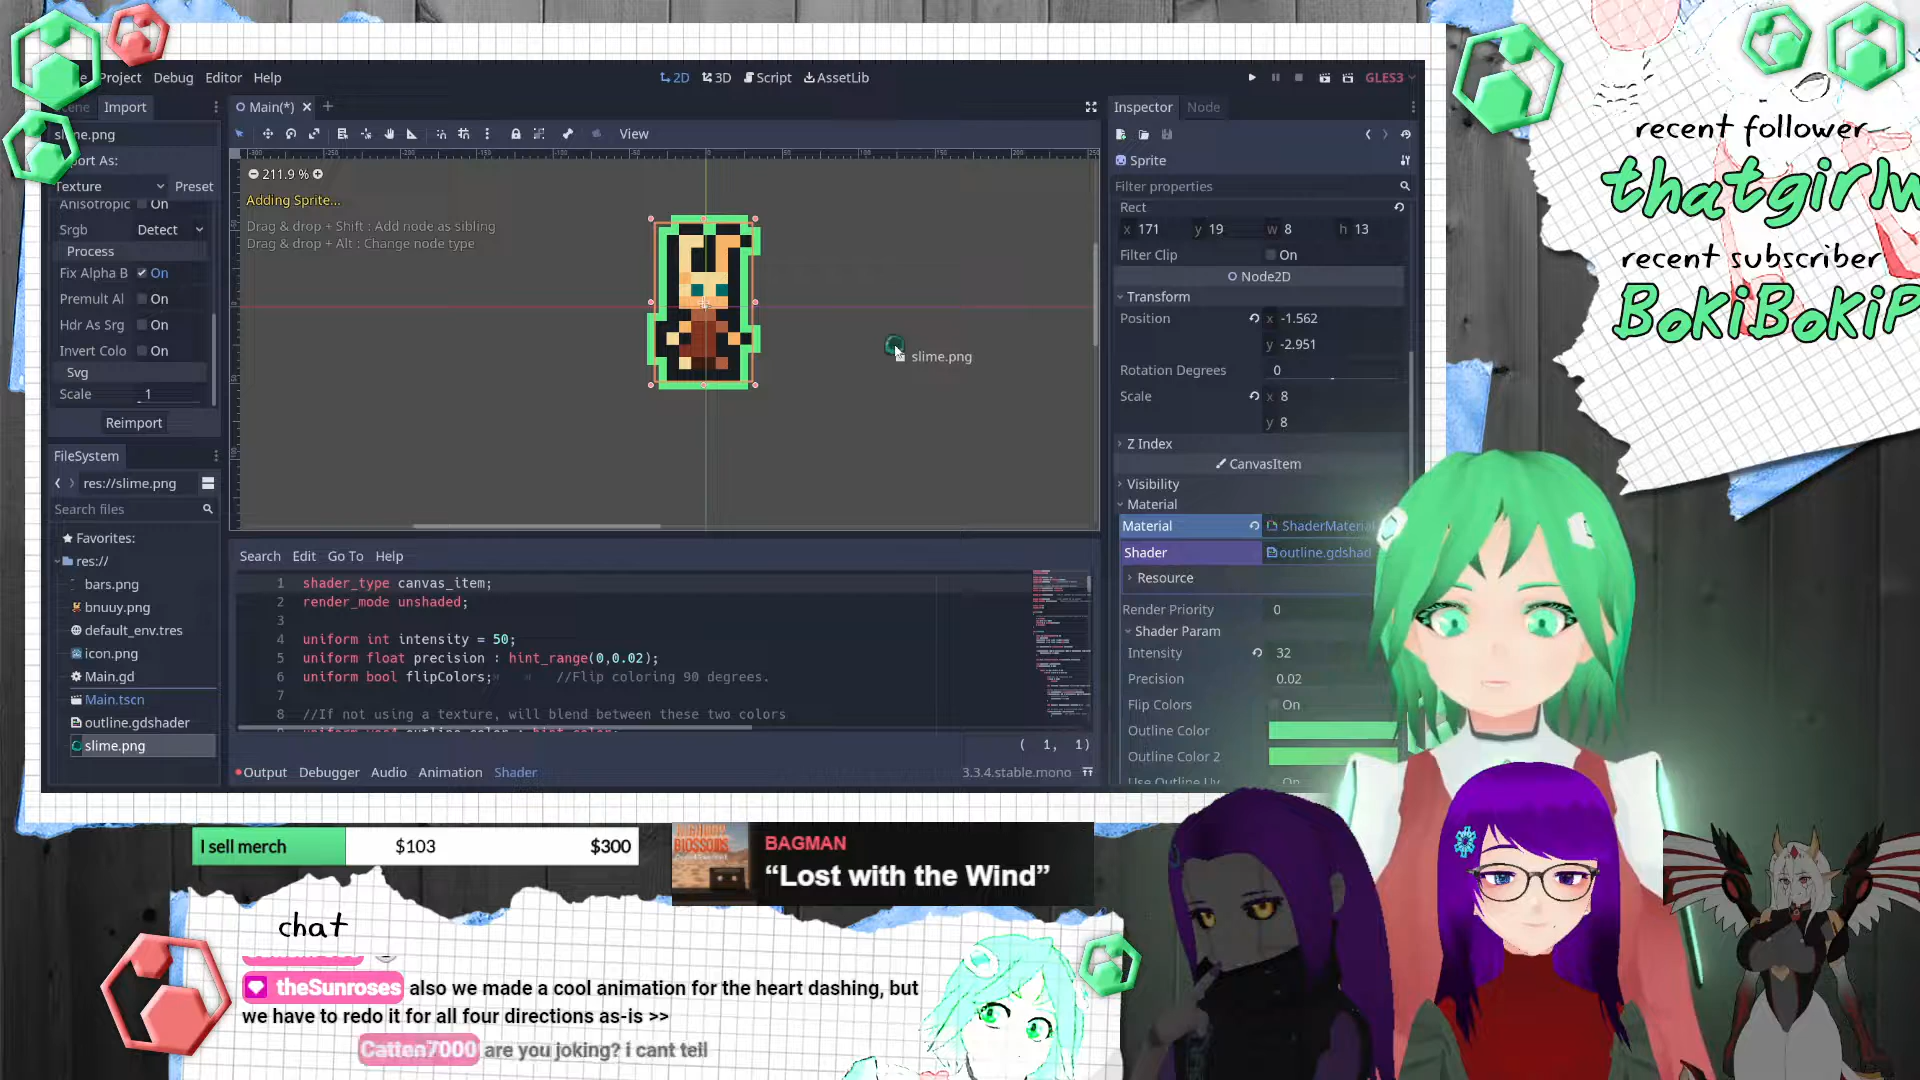 Project Debug Editor Help
2D 3D Script AssetLib
GLES3
Scene Import
Main(*)
Inspector Node
slime.png
View
Import As:
Texture Preset
Anisotropic On
Srgb Detect
Process
Fix Alpha B On
Premult Al On
Hdr As Srg On
Invert Colo On
Svg
Scale 1
Reimport
FileSystem
res://slime.png
Search files
Favorites:
res://
bars.png
bnuuy.png
default_env.tres
icon.png
Main.gd
Main.tscn
outline.gdshader
slime.png
211.9 %
Adding Sprite...
Drag & drop + Shift : Add node as sibling
Drag & drop + Alt : Change node type
slime.png
Search Edit Go To Help
1 shader_type canvas_item;
2 render_mode unshaded;
3
4 uniform int intensity = 50;
5 uniform float precision : hint_range(0,0.02);
6 uniform bool flipColors; //Flip coloring 90 degrees.
7
8 //If not using a texture, will blend between these two colors
( 1, 1)
Output Debugger Audio Animation Shader
3.3.4.stable.mono
Sprite
Filter properties
Rect
x 171 y 19 w 8 h 13
Filter Clip On
Node2D
Transform
Position x -1.562
y -2.951
Rotation Degrees 0
Scale x 8
y 8
Z Index
CanvasItem
Visibility
Material
Material ShaderMaterial
Shader outline.gdshad
Resource
Render Priority 0
Shader Param
Intensity 32
Precision 0.02
Flip Colors On
Outline Color
Outline Color 2
Use Outline Uv On
recent follower
thatgirlw
recent subscriber
BokiBokiP
I sell merch $103 $300
BAGMAN
“Lost with the Wind”
chat
theSunroses also we made a cool animation for the heart dashing, but
we have to redo it for all four directions as-is >>
Catten7000 are you joking? i cant tell